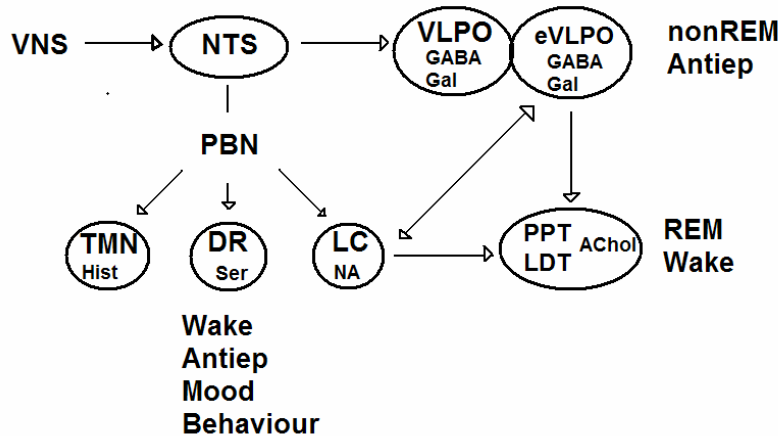 VNS
NTS
VLPO
GABA
Gal
eVLPO
GABA
Gal
nonREM
Antiep
PBN
TMN
Hist
DR
Ser
LC
NA
PPT
LDT
AChol
REM
Wake
Wake
Antiep
Mood
Behaviour